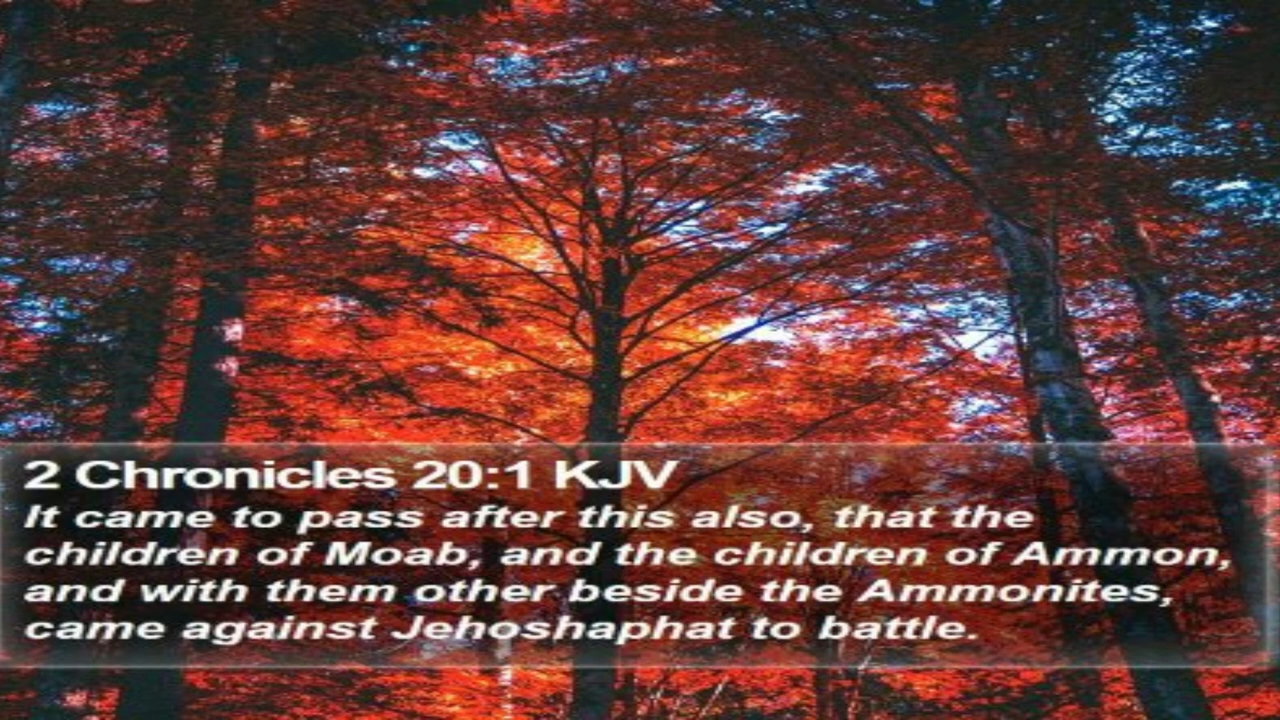 2 Chronicles 20:1 KJV
It came to pass after this also, that the
children of Moab, and the children of Ammon,
and with them other beside the Ammonites,
came against Jehoshaphat to battle.